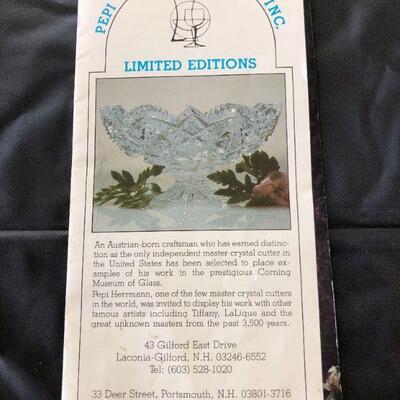 PEPI
INC.
LIMITED EDITIONS
An Austrian-born craftsman who has earned distinc-
tion as the only independent master crystal cutter in
the United States has been selected to place ex-
amples of his work in the prestigious Corning
Museum of Glass.
Pepi Herrmann, one of the few master crystal cutters
in the world, was invited to display his work with other
famous artists including Tiffany, LaLique and the
great unknown masters from the past 3,500 years.
43 Gilford East Drive
Laconia-Gilford, N.H. 03246-6552
Tel: (603) 528-1020
33 Deer Street, Portsmouth, N.H. 03801-3716